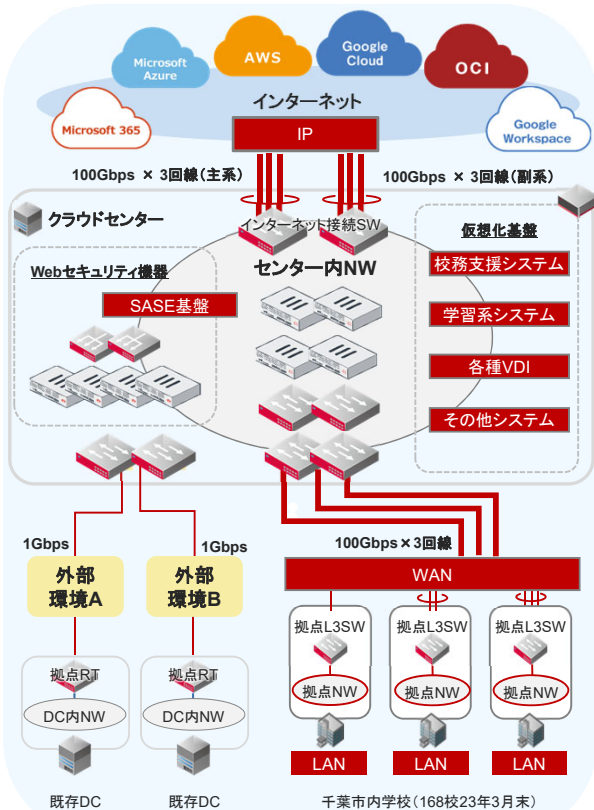 Microsoft
Azure
AWS
Google
Cloud
OCI
Microsoft 365
インターネット
Google
Workspace
IP
100Gbps × 3回線(主系)
100Gbps × 3回線(副系)
クラウドセンター
インターネット接続SW
仮想化基盤
Webセキュリティ機器
センター内NW
校務支援システム
SASE基盤
学習系システム
各種VDI
その他システム
1Gbps
1Gbps
100Gbps×3回線
外部
環境A
外部
環境B
WAN
拠点L3SW
拠点L3SW
拠点L3SW
拠点RT
拠点RT
拠点NW
拠点NW
拠点NW
DC内NW
DC内NW
LAN
LAN
LAN
既存DC
既存DC
千葉市内学校(168校23年3月末)